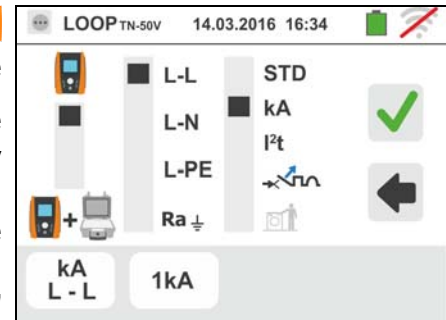 LOOP TN-50V 14.03.2016 16:34
L-L
L-N
L-PE
Ra
STD
kA
I²t
+
kA
L - L
1kA